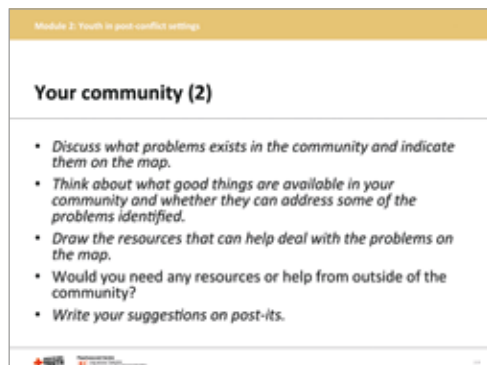 Module 2: Youth in post-conflict settings
Your community (2)
• Discuss what problems exists in the community and indicate
them on the map.
• Think about what good things are available in your
community and whether they can address some of the
problems identified.
• Draw the resources that can help deal with the problems on
the map.
• Would you need any resources or help from outside of the
community?
• Write your suggestions on post-its.